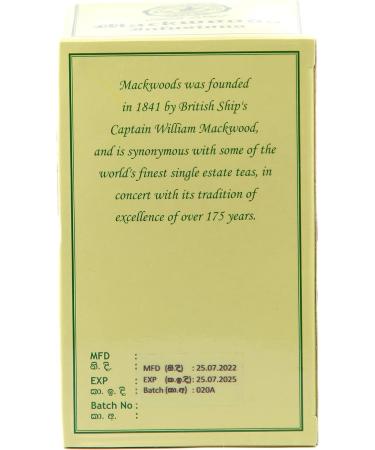 Mackwoods was founded
in 1841 by British Ship's
Captain William Mackwood,
and is synonymous with some of the
world's finest single estate teas, in
concert with its tradition of
excellence of over 175 years.
MFD :
නි. දි. :
EXP :
කා. ඉ. දි :
Batch No :
කා. අ. :
MFD (නි.දි) : 25.07.2022
EXP (කා.ඉ.දි): 25.07.2025
Batch (කා.අ) : 020A